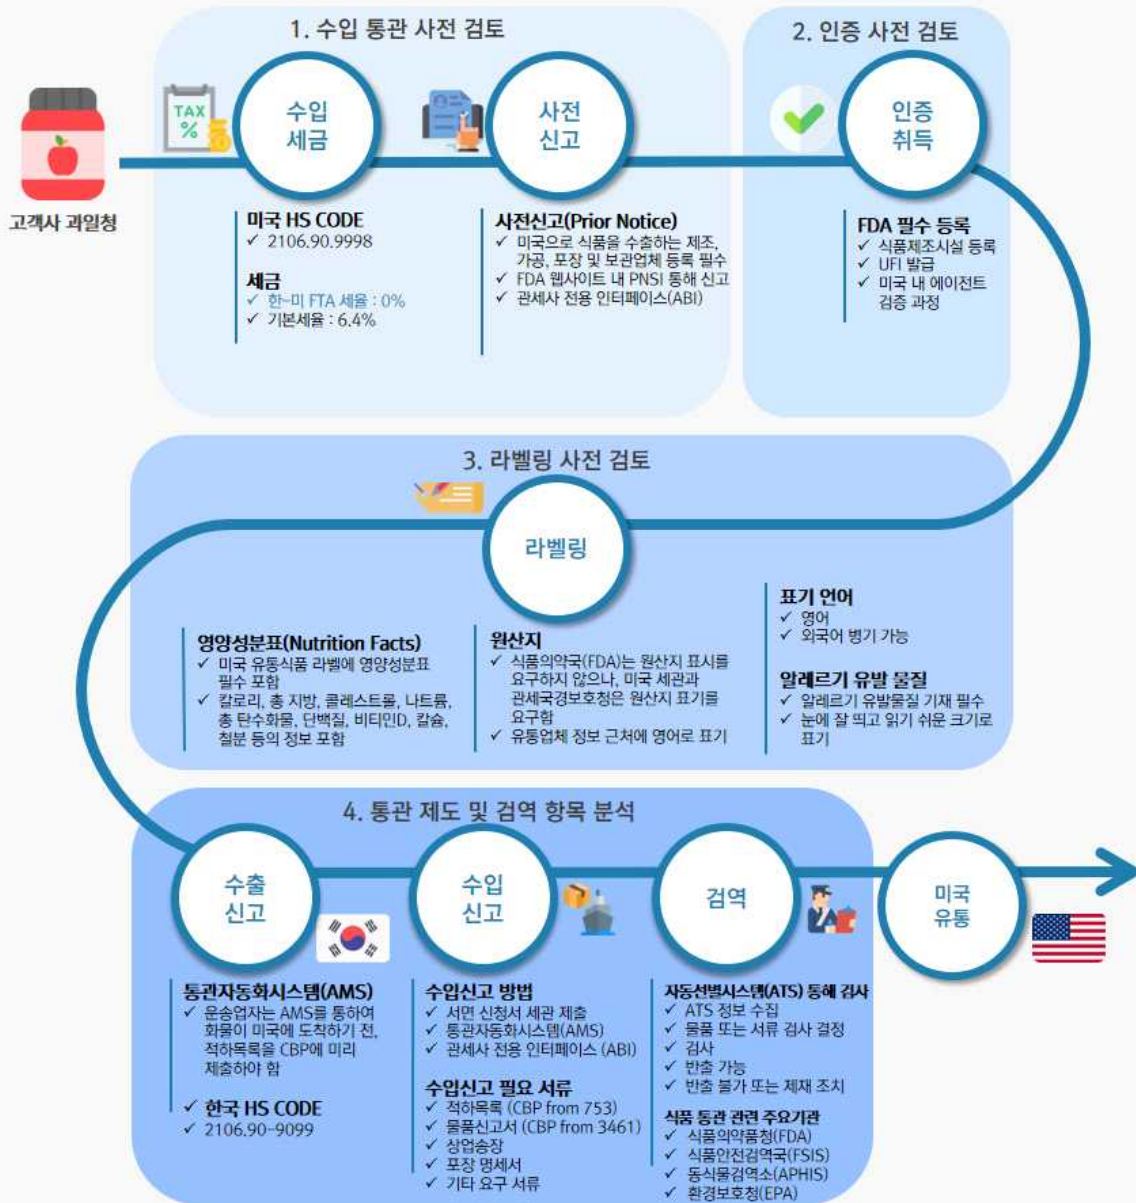 1. 수입 통관 사전 검토
2. 인증 사전 검토
TAX
%
수입
세금
사전
신고
인증
취득
고객사 과일청
미국 HS CODE
✓ 2106.90.9998
세금
✓ 한-미 FTA 세율 : 0%
✓ 기본세율 : 6.4%
사전신고(Prior Notice)
✓ 미국으로 식품을 수출하는 제조,
가공, 포장 및 보관업체 등록 필수
✓ FDA 웹사이트 내 PNSI 통해 신고
✓ 관세사 전용 인터페이스(ABI)
FDA 필수 등록
✓ 식품제조시설 등록
✓ UFI 발급
✓ 미국 내 에이전트
검증 과정
3. 라벨링 사전 검토
라벨링
영양성분표(Nutrition Facts)
✓ 미국 유통식품 라벨에 영양성분표
필수 포함
✓ 칼로리, 총 지방, 콜레스트롤, 나트륨,
총 탄수화물, 단백질, 비타민D, 칼슘,
철분 등의 정보 포함
원산지
✓ 식품의약국(FDA)는 원산지 표시를
요구하지 않으나, 미국 세관과
관세국경보호청은 원산지 표기를
요구함
✓ 유통업체 정보 근처에 영어로 표기
표기 언어
✓ 영어
✓ 외국어 병기 가능
알레르기 유발 물질
✓ 알레르기 유발물질 기재 필수
✓ 눈에 잘 띄고 읽기 쉬운 크기로
표기
4. 통관 제도 및 검역 항목 분석
수출
신고
수입
신고
검역
미국
유통
통관자동화시스템(AMS)
✓ 운송업자는 AMS를 통하여
화물이 미국에 도착하기 전,
적하목록을 CBP에 미리
제출하야 함
✓ 한국 HS CODE
✓ 2106.90-9099
수입신고 방법
✓ 서면 신청서 세관 제출
✓ 통관자동화시스템(AMS)
✓ 관세사 전용 인터페이스 (ABI)
수입신고 필요 서류
✓ 적하목록 (CBP from 753)
✓ 물품신고서 (CBP from 3461)
✓ 상업송장
✓ 포장 명세서
✓ 기타 요구 서류
자동선별시스템(ATS) 통해 검사
✓ ATS 정보 수집
✓ 물품 또는 서류 검사 결정
✓ 검사
✓ 반출 가능
✓ 반출 불가 또는 제재 조치
식품 통관 관련 주요기관
✓ 식품의약품청(FDA)
✓ 식품안전검역국(FSIS)
✓ 동식물검역소(APHIS)
✓ 환경보호청(EPA)